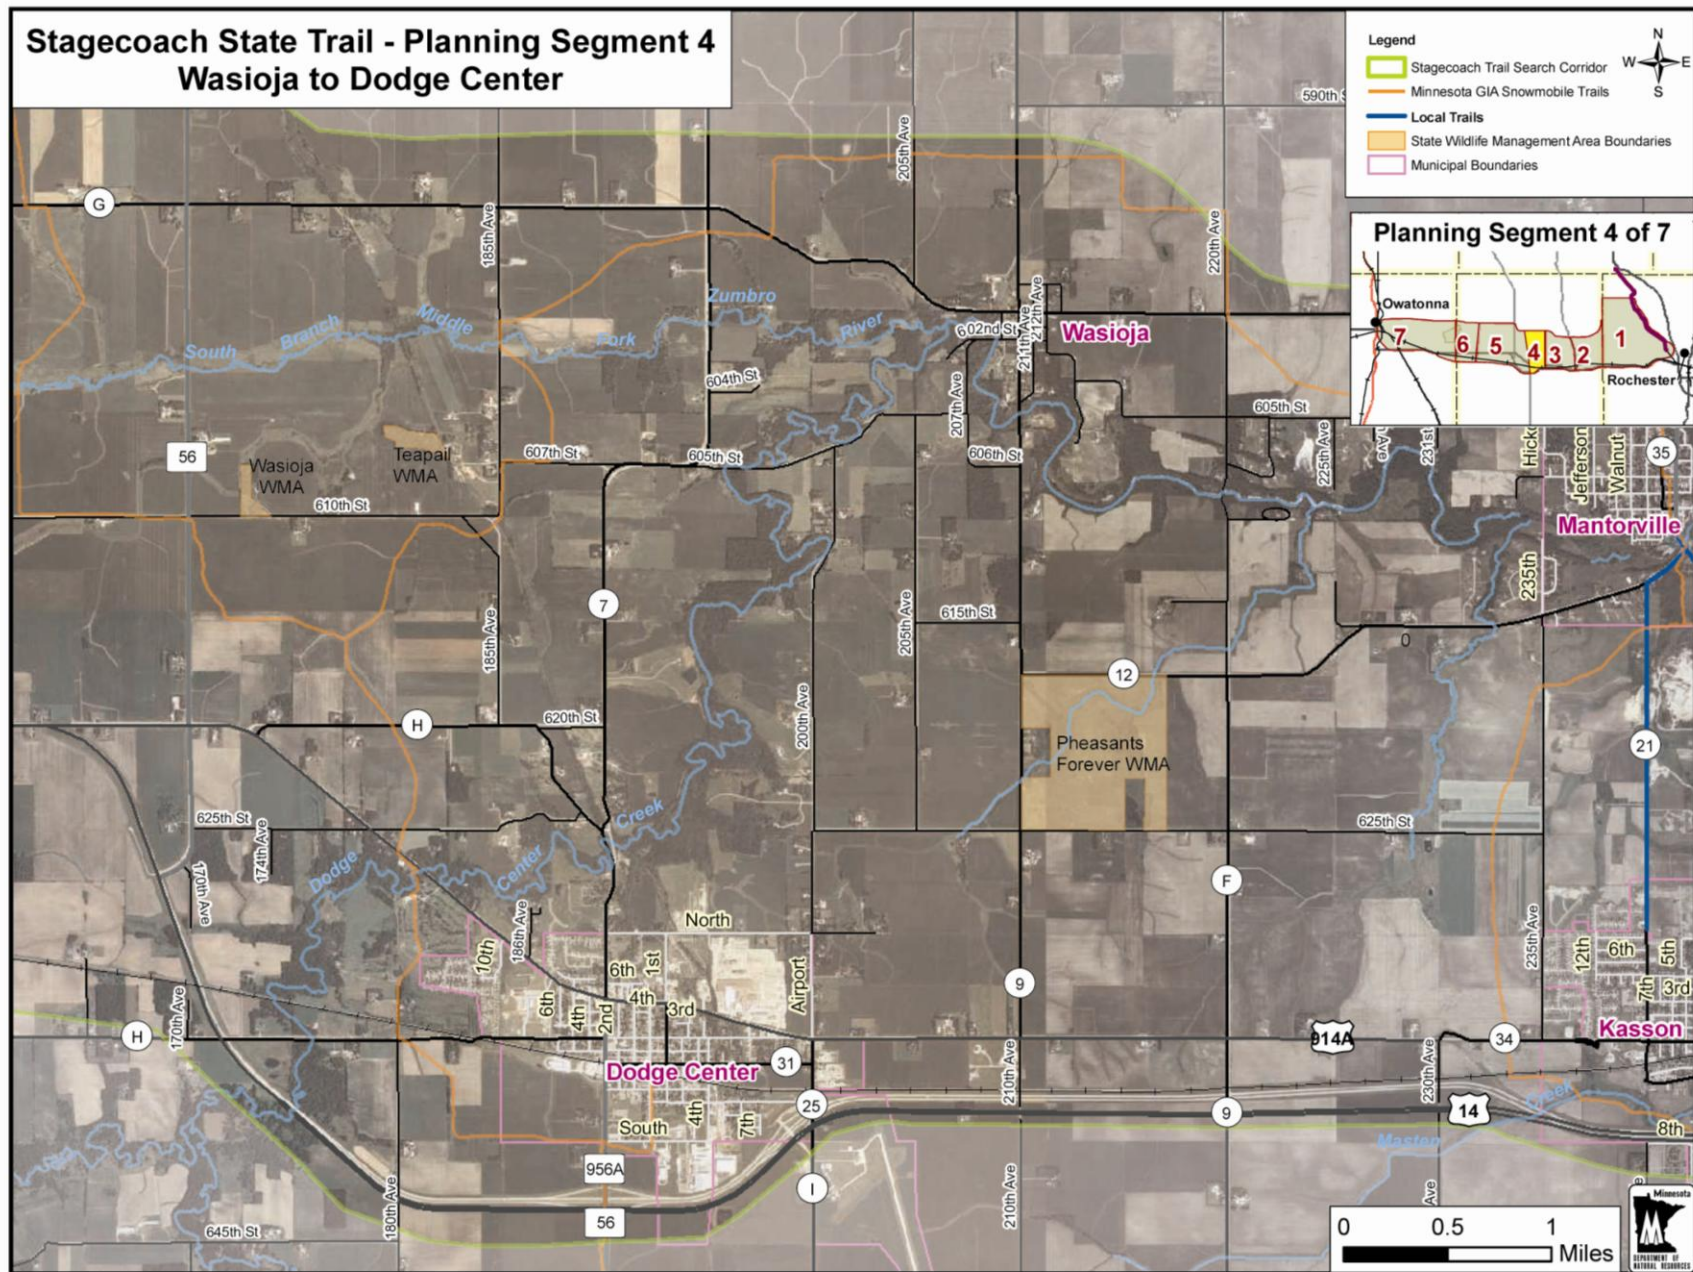 Stagecoach State Trail - Planning Segment 4
Wasioja to Dodge Center
Legend
Stagecoach Trail Search Corridor
Minnesota GIA Snowmobile Trails
Local Trails
State Wildlife Management Area Boundaries
Municipal Boundaries
N
W E
S
Planning Segment 4 of 7
Owatonna
7 6 5 4 3 2 1
Rochester
590th
205th Ave
G
185th Ave
220th Ave
Zumbro
Middle
Branch
South
Fork
River
602nd St
211th Ave
212th Ave
Wasioja
604th St
207th Ave
605th St
56
Wasioja
WMA
Teapail
WMA
607th St
605th St
606th St
225th Ave
Ave
231st
Hick
Jefferson
Walnut
35
610th St
Mantorville
235th
7
205th Ave
615th St
0
185th Ave
12
H
620th St
200th Ave
Pheasants
Forever WMA
21
625th St
174th Ave
Creek
625th St
Dodge
Center
170th Ave
186th Ave
F
North
10th
6th
1st
235th Ave
12th
6th
5th
6th
4th
2nd
4th
3rd
Airport
9
7th
3rd
170th Ave
H
914A
34
Kasson
Dodge Center
31
210th Ave
230th Ave
25
9
14
Creek
South
4th
7th
Masten
8th
956A
180th Ave
I
210th Ave
Ave
56
645th St
0 0.5 1
Miles
Minnesota
DEPARTMENT OF
NATURAL RESOURCES